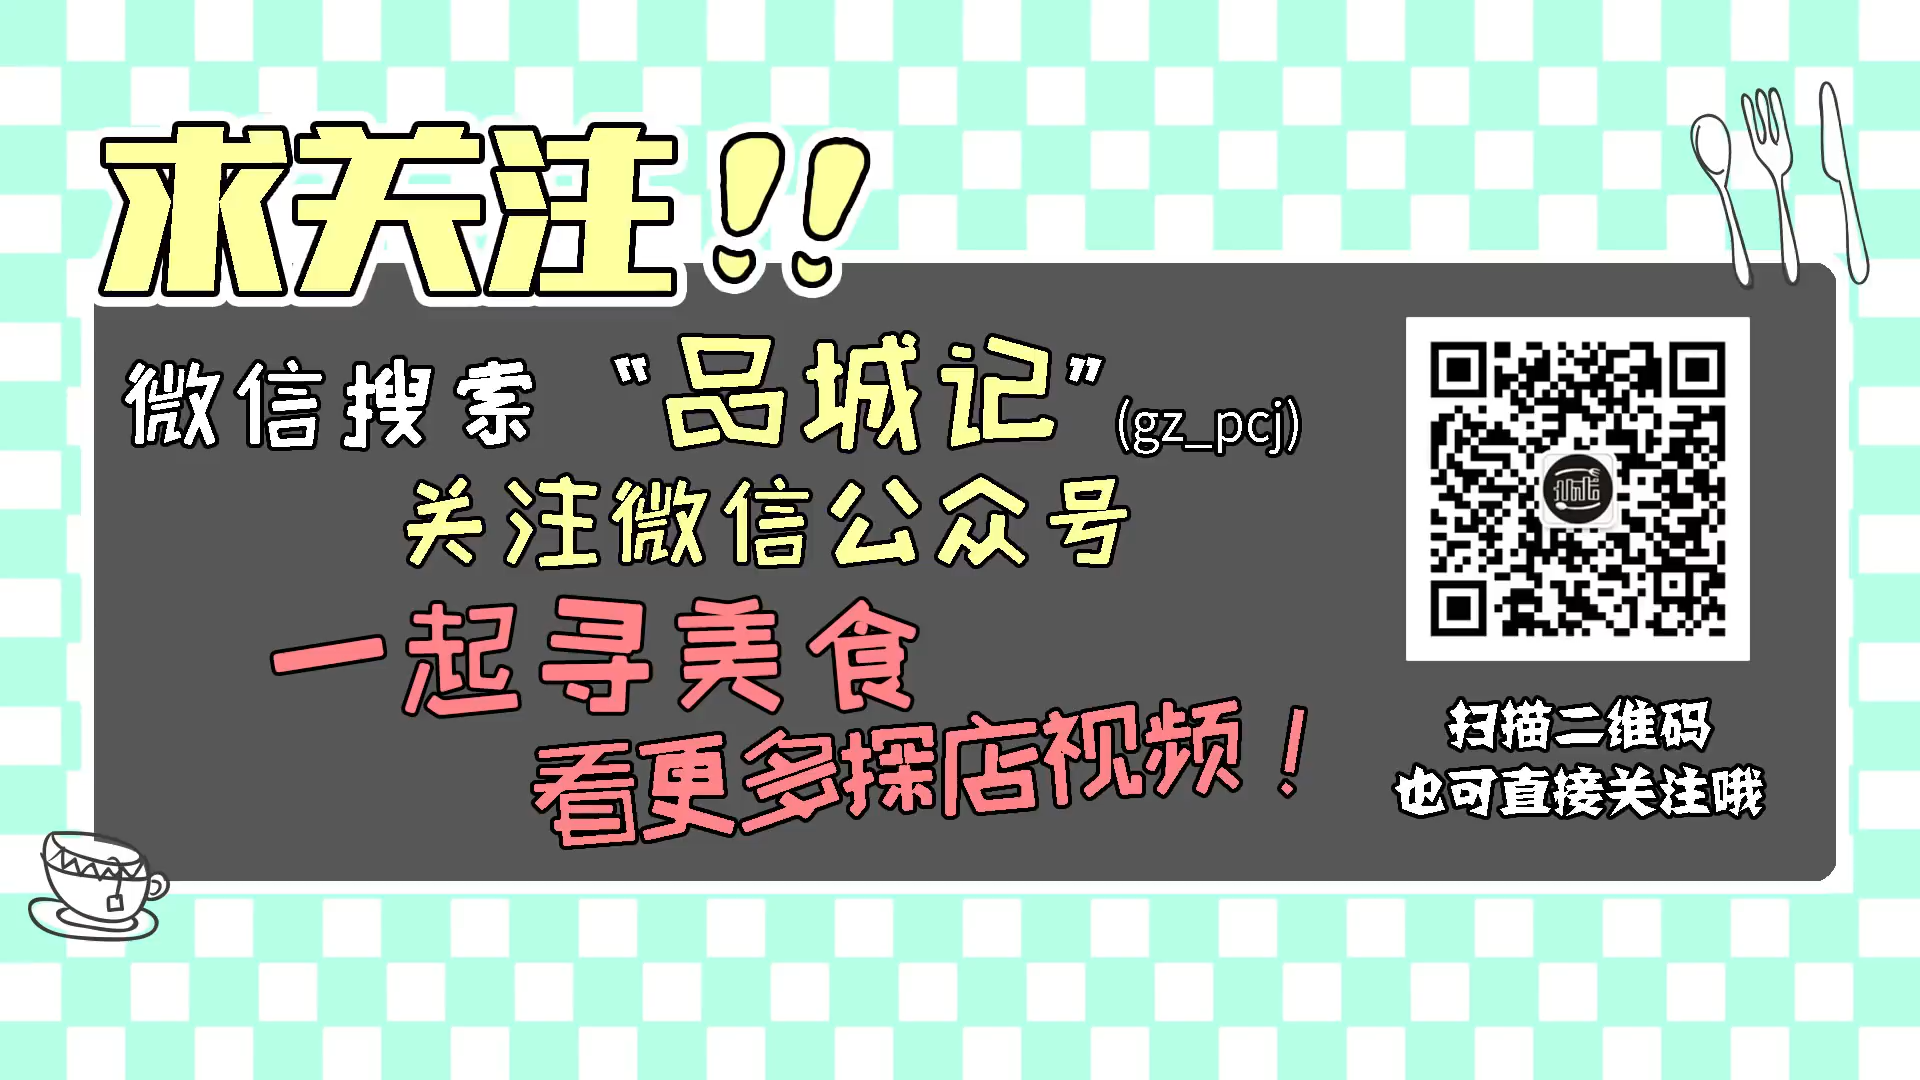 求关注!!
微信搜索“品城记”(gz_pcj)
关注微信公众号
一起寻美食
看更多探店视频！
扫描二维码
也可直接关注哦